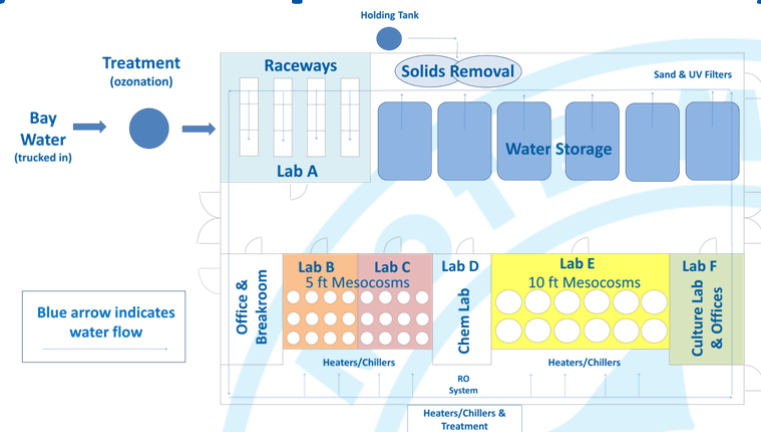 Holding Tank
Treatment
(ozonation)
Raceways
Solids Removal
Sand & UV Filters
Bay
Water
(trucked in)
Water Storage
Lab A
Lab B
Lab C
5 ft Mesocosms
Lab D
Lab E
10 ft Mesocosms
Lab F
Office &
Breakroom
Chem Lab
Culture Lab
& Offices
Blue arrow indicates
water flow
Heaters/Chillers
Heaters/Chillers
RO
System
Heaters/Chillers &
Treatment